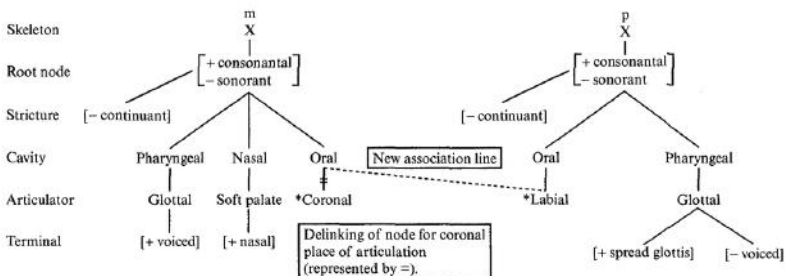 m p
Skeleton X X
Root node [+ consonantal – sonorant] [+ consonantal – sonorant]
Stricture [– continuant] [– continuant]
Cavity Pharyngeal Nasal Oral New association line Oral Pharyngeal
Articulator Glottal Soft palate *Coronal *Labial Glottal
Terminal [+ voiced] [+ nasal] [+ spread glottis] [– voiced]
Delinking of node for coronal
place of articulation
(represented by =).